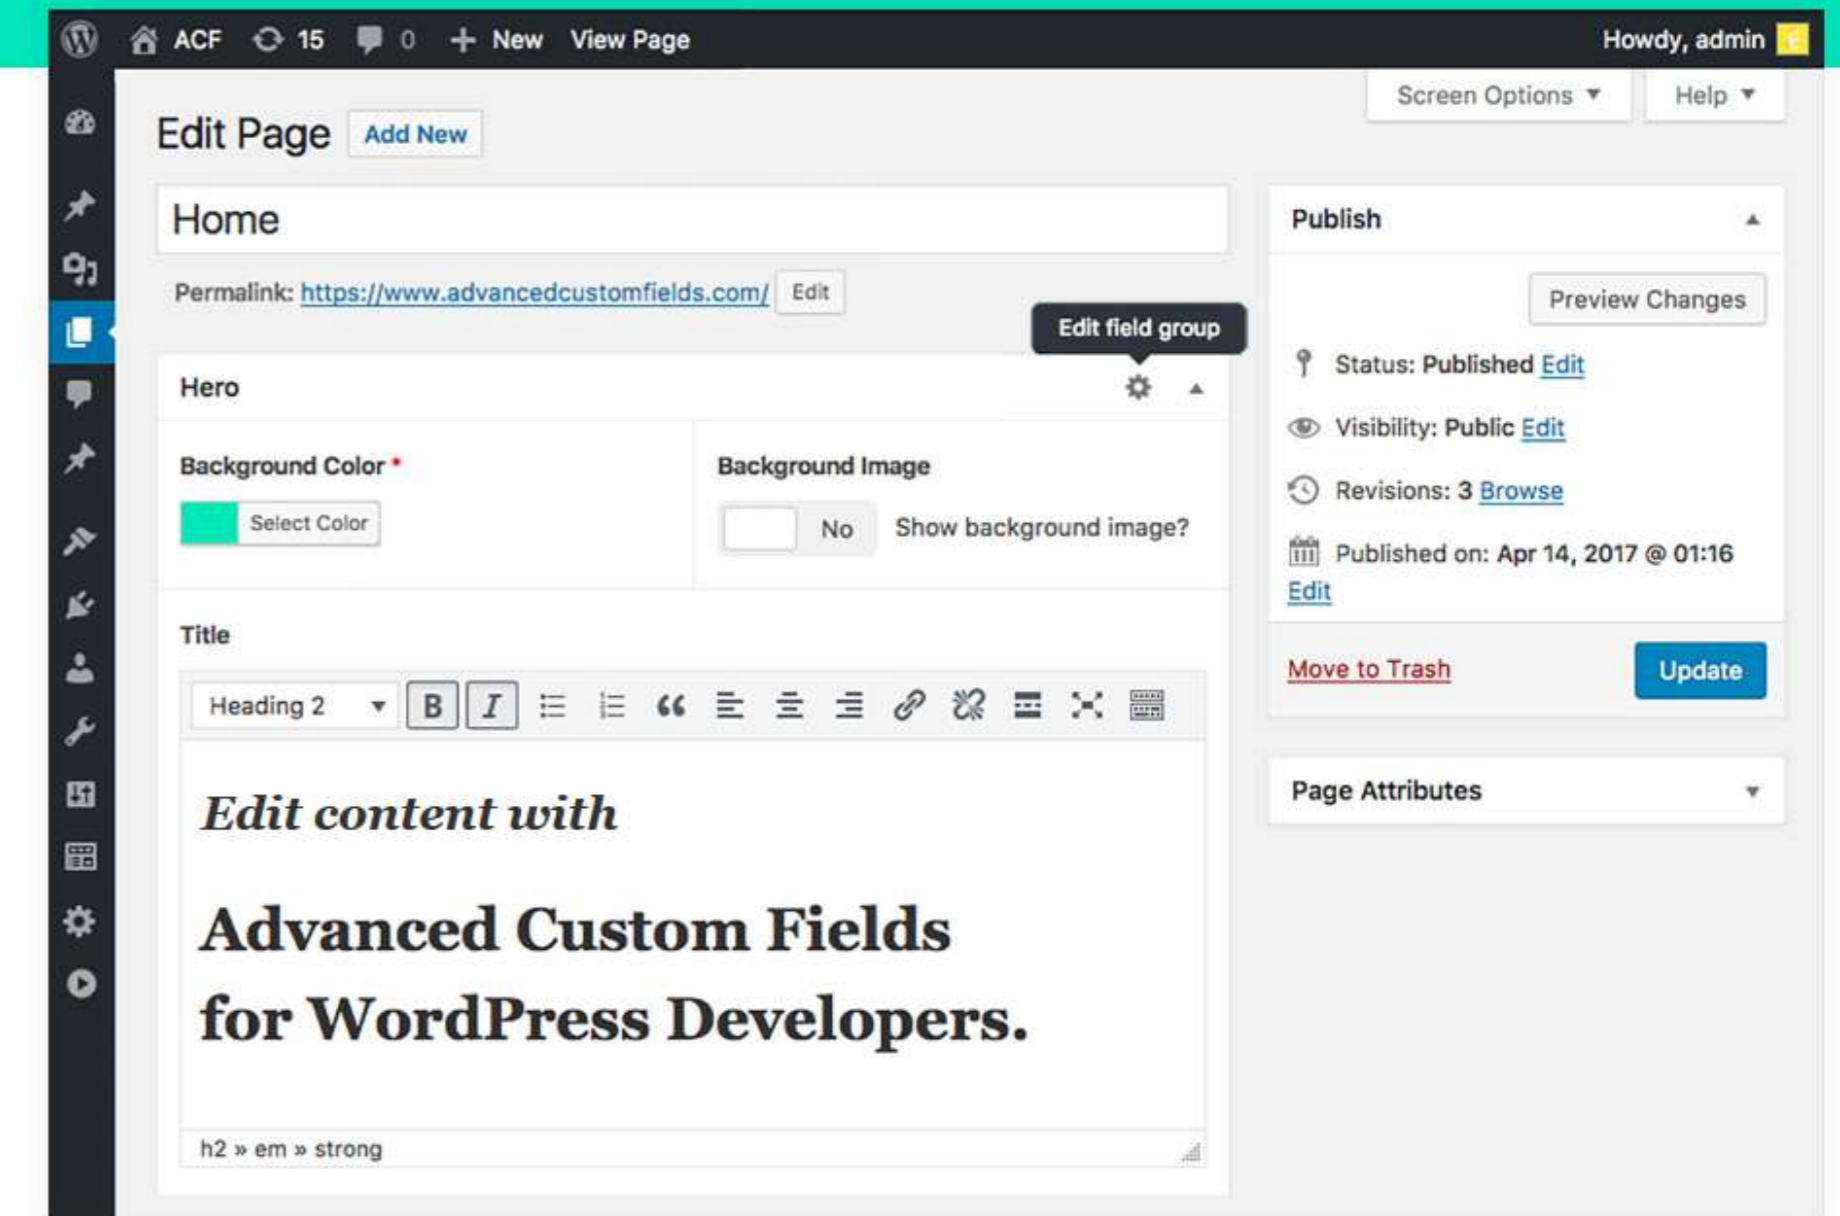 ACF 15 0 New View Page Howdy, admin
Screen Options Help
Edit Page Add New
Home
Permalink: https://www.advancedcustomfields.com/ Edit
Edit field group
Hero
Background Color *
Select Color
Background Image
No Show background image?
Title
Heading 2 B I
Edit content with
Advanced Custom Fields
for WordPress Developers.
h2 » em » strong
Publish
Preview Changes
Status: Published Edit
Visibility: Public Edit
Revisions: 3 Browse
Published on: Apr 14, 2017 @ 01:16
Edit
Move to Trash Update
Page Attributes